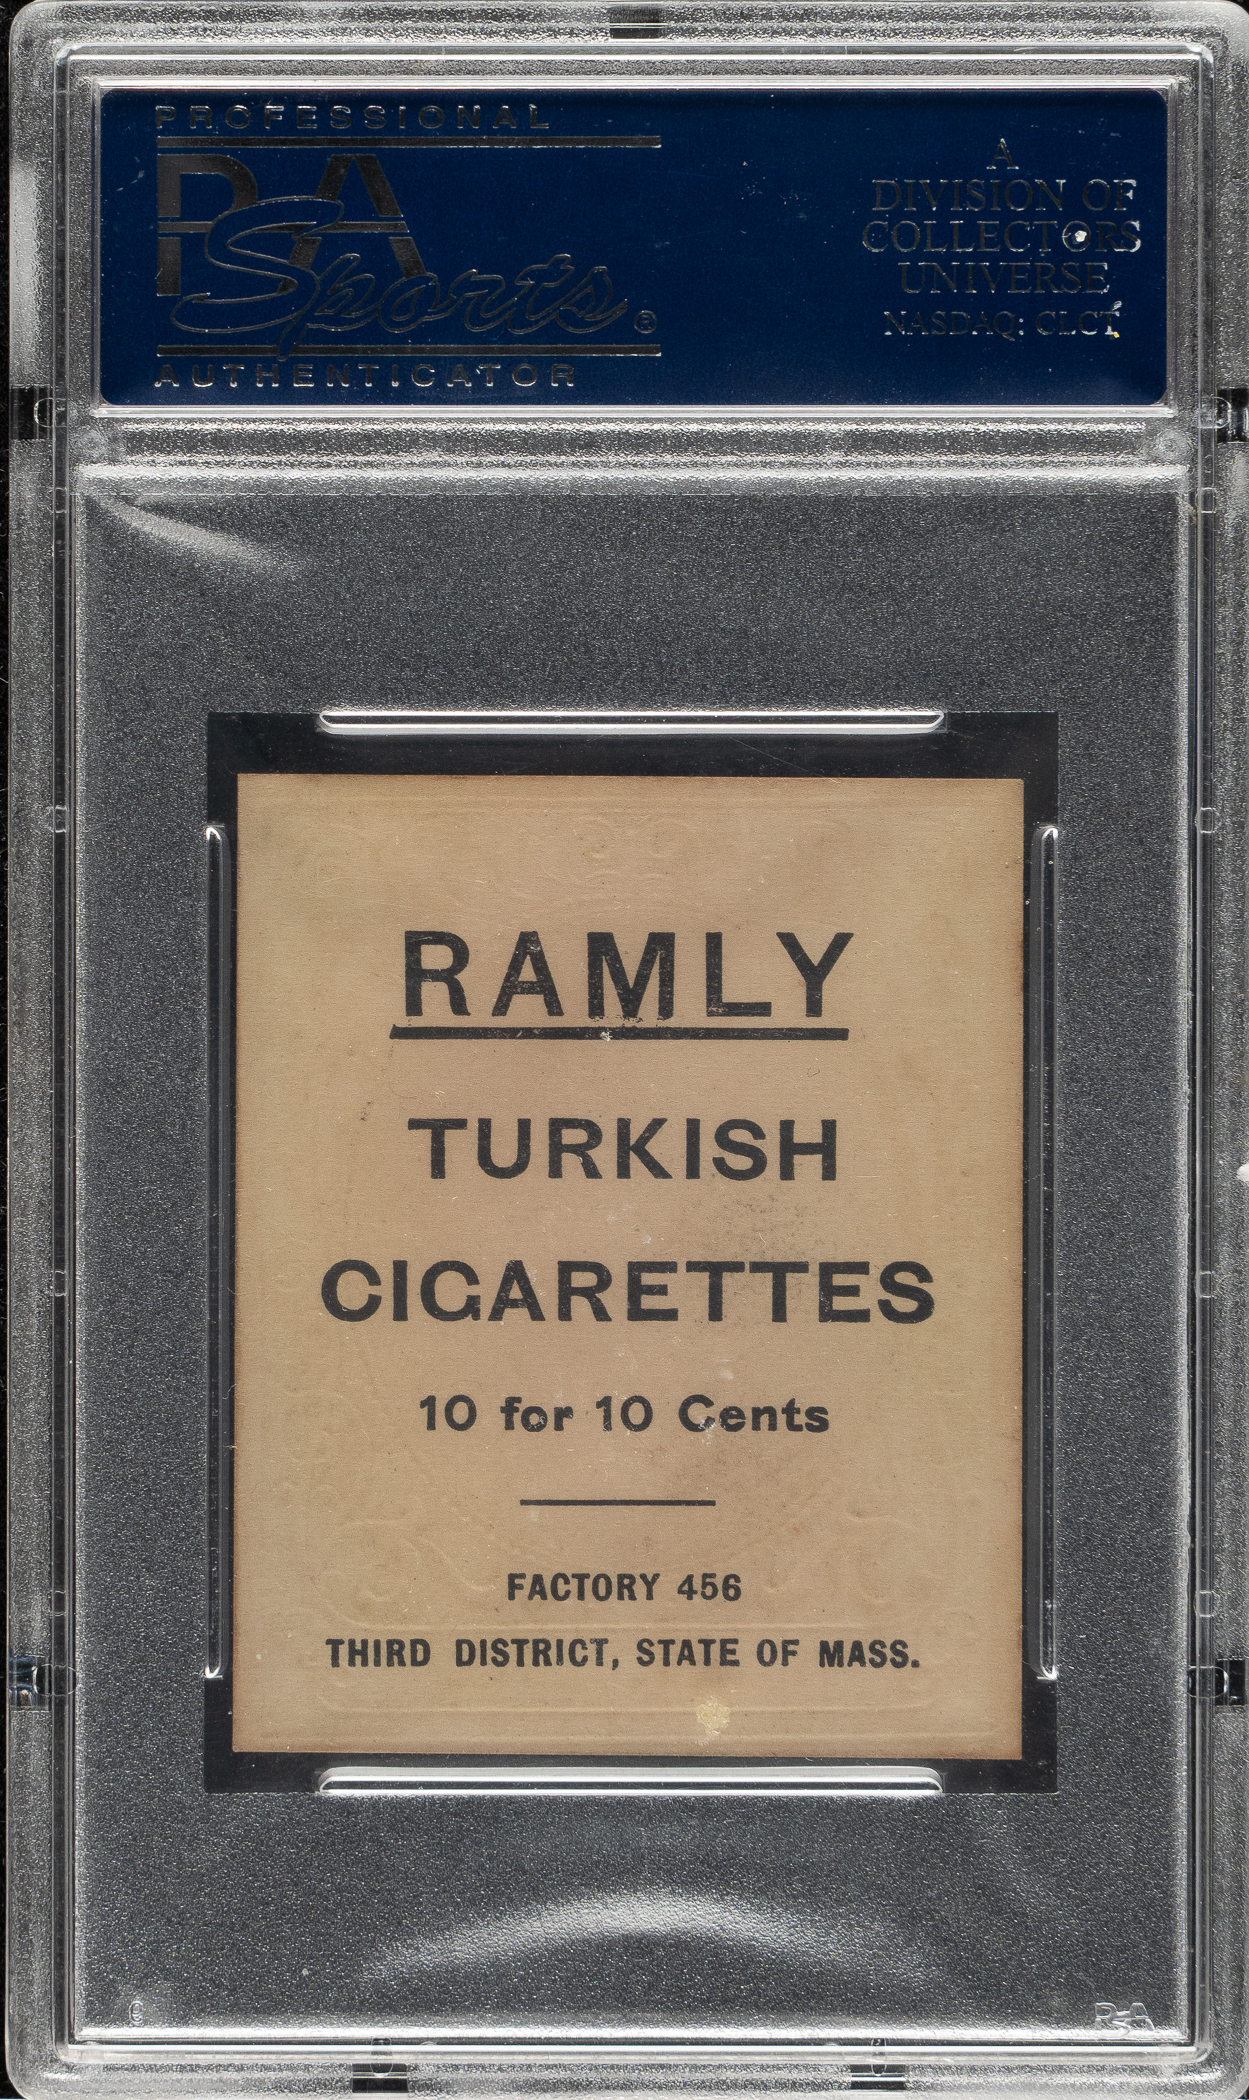 PROFESSIONAL
PSA
Sports®
AUTHENTICATOR
A
DIVISION OF
COLLECTORS
UNIVERSE
NASDAQ: CLCT
RAMLY
TURKISH
CIGARETTES
10 for 10 Cents
FACTORY 456
THIRD DISTRICT, STATE OF MASS.
PSA